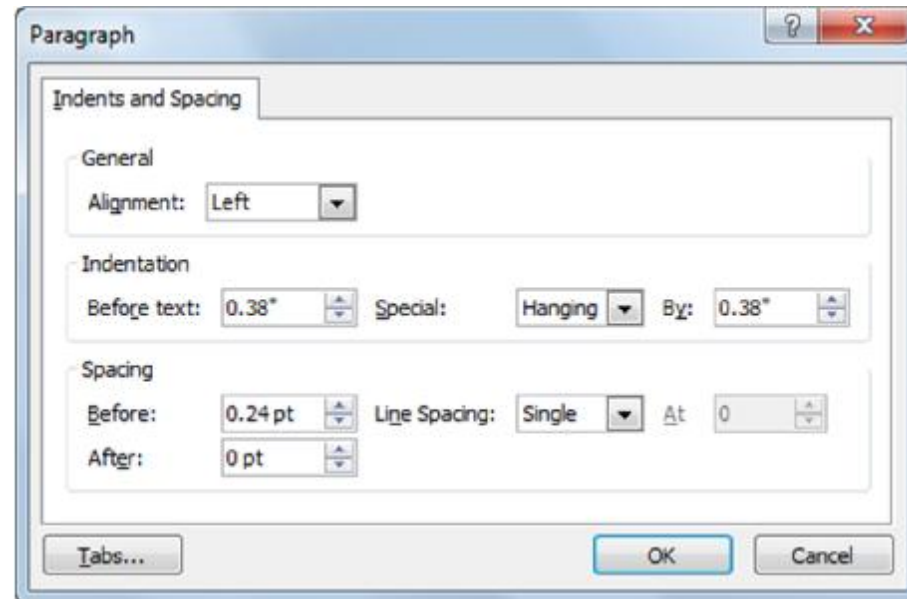 Paragraph
Indents and Spacing
General
Alignment: Left
Indentation
Before text: 0.38" Special: Hanging By: 0.38"
Spacing
Before: 0.24 pt Line Spacing: Single At 0
After: 0 pt
Tabs... OK Cancel